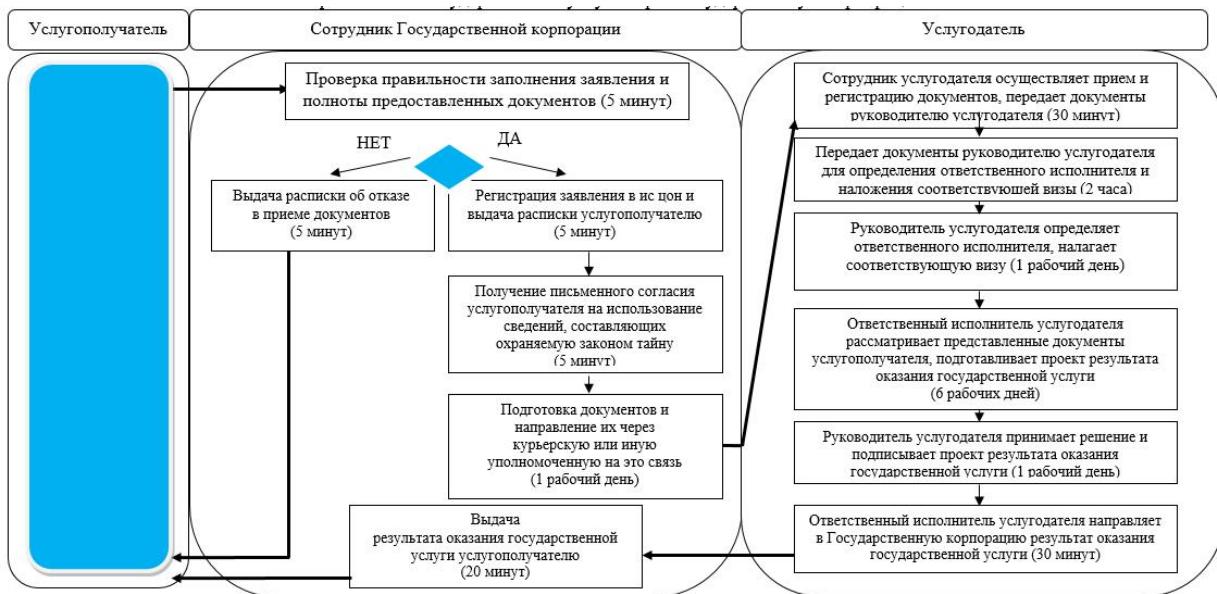 Услугополучатель
Сотрудник Государственной корпорации
Услугодатель
Проверка правильности заполнения заявления и
полноты предоставленных документов (5 минут)
НЕТ
ДА
Выдача расписки об отказе
в приеме документов
(5 минут)
Регистрация заявления в ис цон и
выдача расписки услугополучателю
(5 минут)
Получение письменного согласия
услугополучателя на использование
сведений, составляющих
охраняемую законом тайну
(5 минут)
Подготовка документов и
направление их через
курьерскую или иную
уполномоченную на это связь
(1 рабочий день)
Выдача
результата оказания государственной
услуги услугополучателю
(20 минут)
Сотрудник услугодателя осуществляет прием и
регистрацию документов, передает документы
руководителю услугодателя (30 минут)
Передает документы руководителю услугодателя
для определения ответственного исполнителя и
наложения соответствующей визы (2 часа)
Руководитель услугодателя определяет
ответственного исполнителя, налагает
соответствующую визу (1 рабочий день)
Ответственный исполнитель услугодателя
рассматривает представленные документы
услугополучателя, подготавливает проект результата
оказания государственной услуги
(6 рабочих дней)
Руководитель услугодателя принимает решение и
подписывает проект результата оказания
государственной услуги (1 рабочий день)
Ответственный исполнитель услугодателя направляет
в Государственную корпорацию результат оказания
государственной услуги (30 минут)